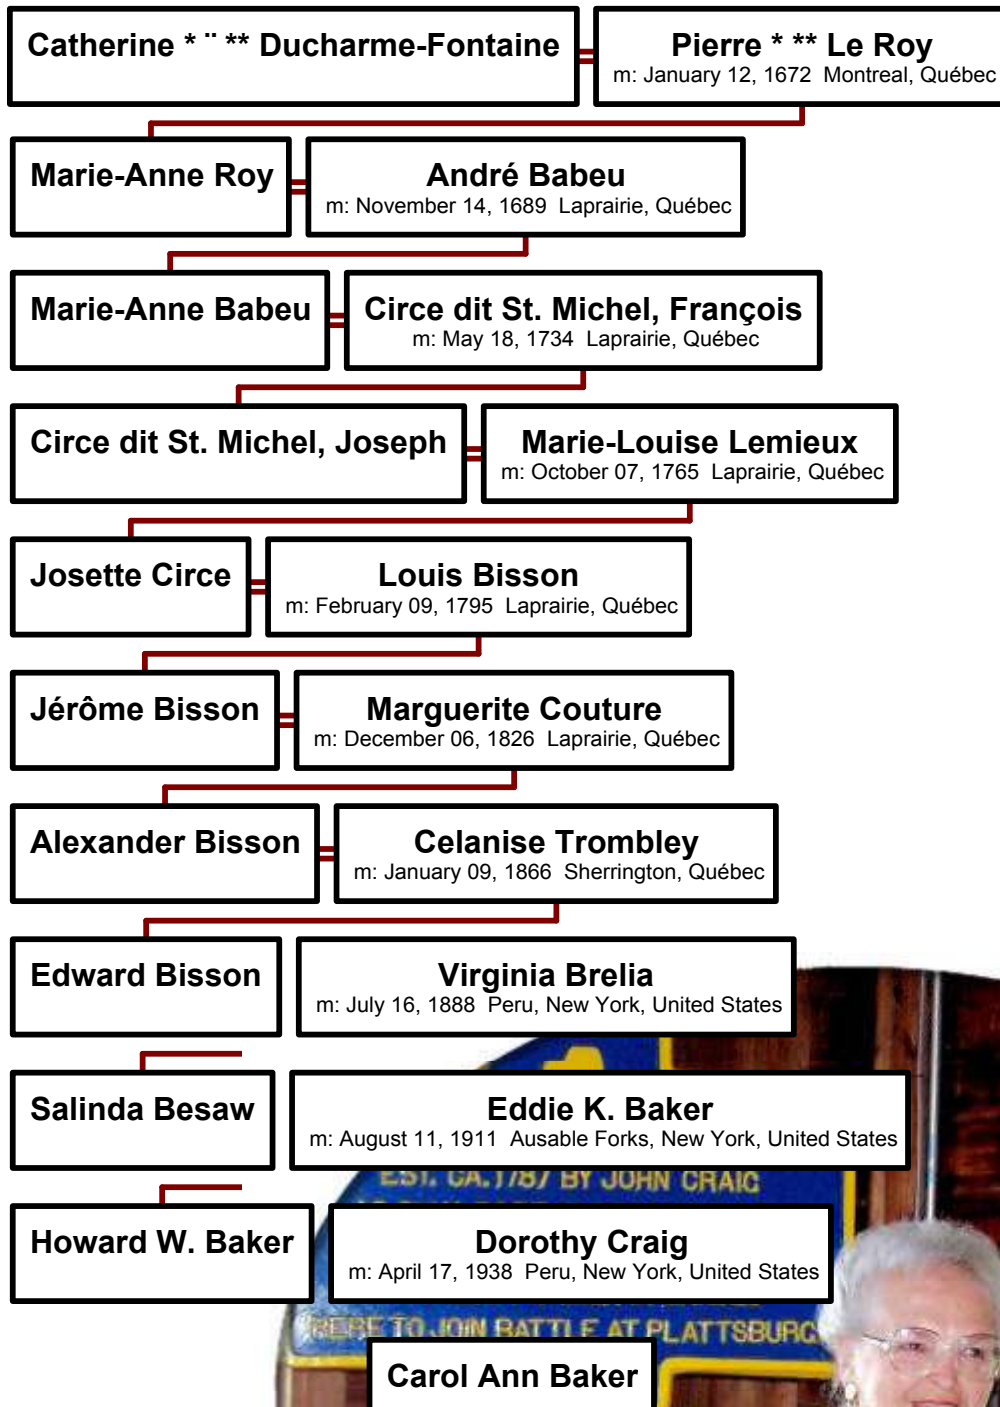 Catherine * ¨ ** Ducharme-Fontaine
Pierre * ** Le Roy
m: January 12, 1672 Montreal, Québec
Marie-Anne Roy
André Babeu
m: November 14, 1689 Laprairie, Québec
Marie-Anne Babeu
Circe dit St. Michel, François
m: May 18, 1734 Laprairie, Québec
Circe dit St. Michel, Joseph
Marie-Louise Lemieux
m: October 07, 1765 Laprairie, Québec
Josette Circe
Louis Bisson
m: February 09, 1795 Laprairie, Québec
Jérôme Bisson
Marguerite Couture
m: December 06, 1826 Laprairie, Québec
Alexander Bisson
Celanise Trombley
m: January 09, 1866 Sherrington, Québec
Edward Bisson
Virginia Brelia
m: July 16, 1888 Peru, New York, United States
Salinda Besaw
Eddie K. Baker
m: August 11, 1911 Ausable Forks, New York, United States
EST. CA.1787 BY JOHN CRAIG
Howard W. Baker
Dorothy Craig
m: April 17, 1938 Peru, New York, United States
HERE TO JOIN BATTLE AT PLATTSBURG
Carol Ann Baker